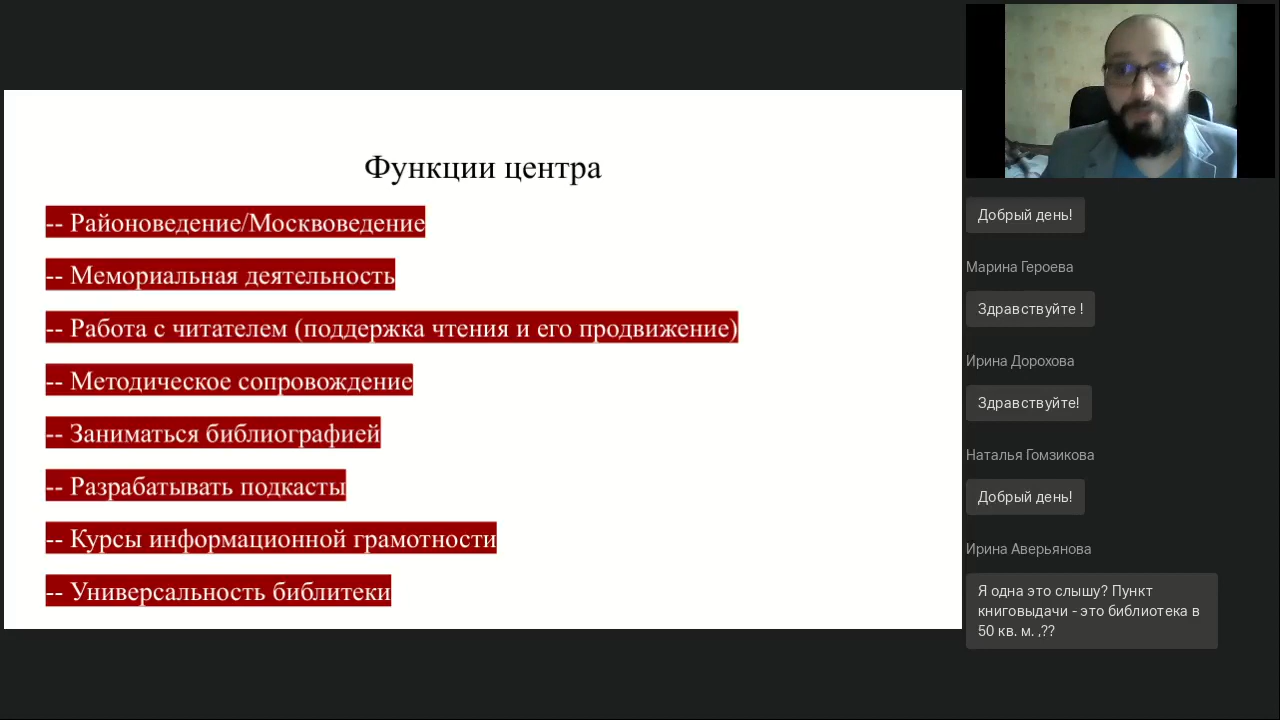 Функции центра
-- Районоведение/Москвоведение
-- Мемориальная деятельность
-- Работа с читателем (поддержка чтения и его продвижение)
-- Методическое сопровождение
-- Заниматься библиографией
-- Разрабатывать подкасты
-- Курсы информационной грамотности
-- Универсальность библитеки
Добрый день!
Марина Героева
Здравствуйте !
Ирина Дорохова
Здравствуйте!
Наталья Гомзикова
Добрый день!
Ирина Аверьянова
Я одна это слышу? Пункт
книговыдачи - это библиотека в
50 кв. м. ,??